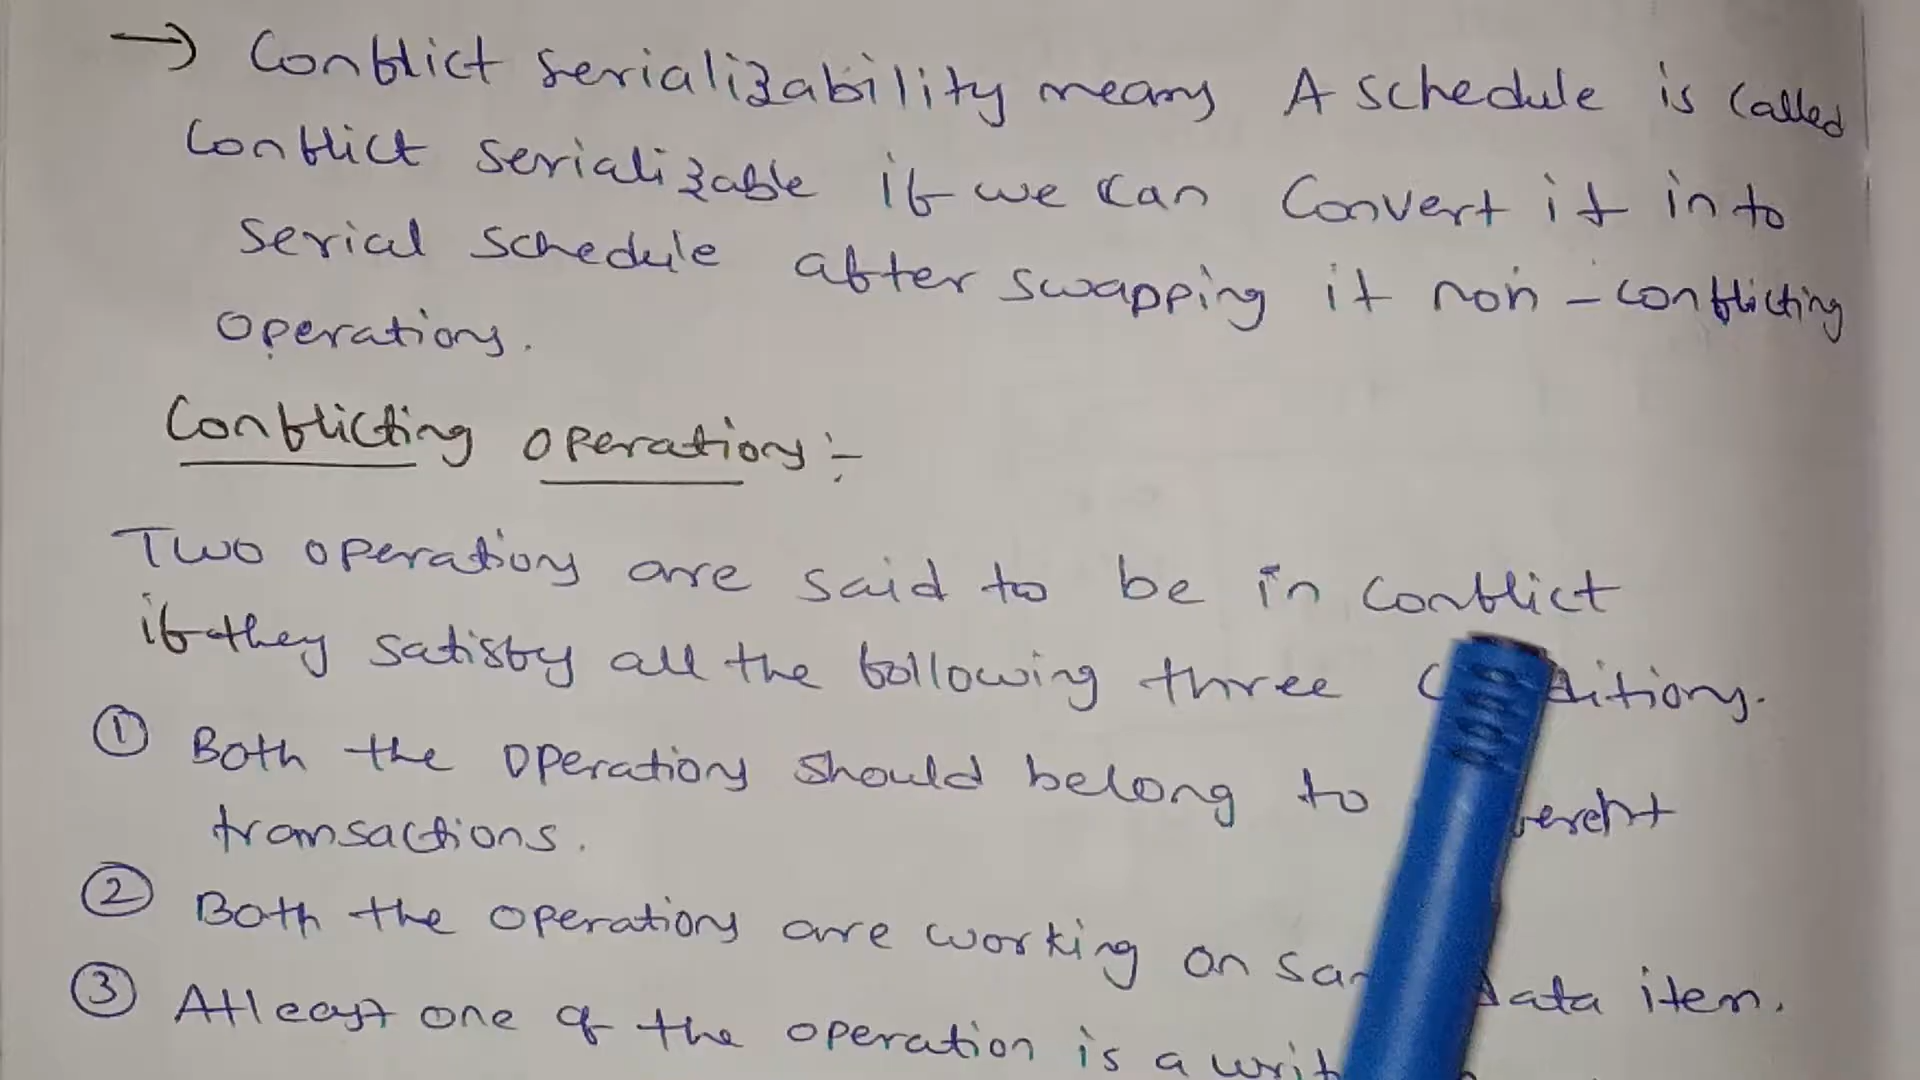 → Conflict serializability means A schedule is called
conflict serializable if we can convert it into
serial schedule after swapping it non-conflicting
operations.
Conflicting operations:-
Two operations are said to be in conflict
if they satisfy all the following three
① Both the operations should belong to
transactions.
② Both the operations are working on data item.
③ Atleast one of the operation is a